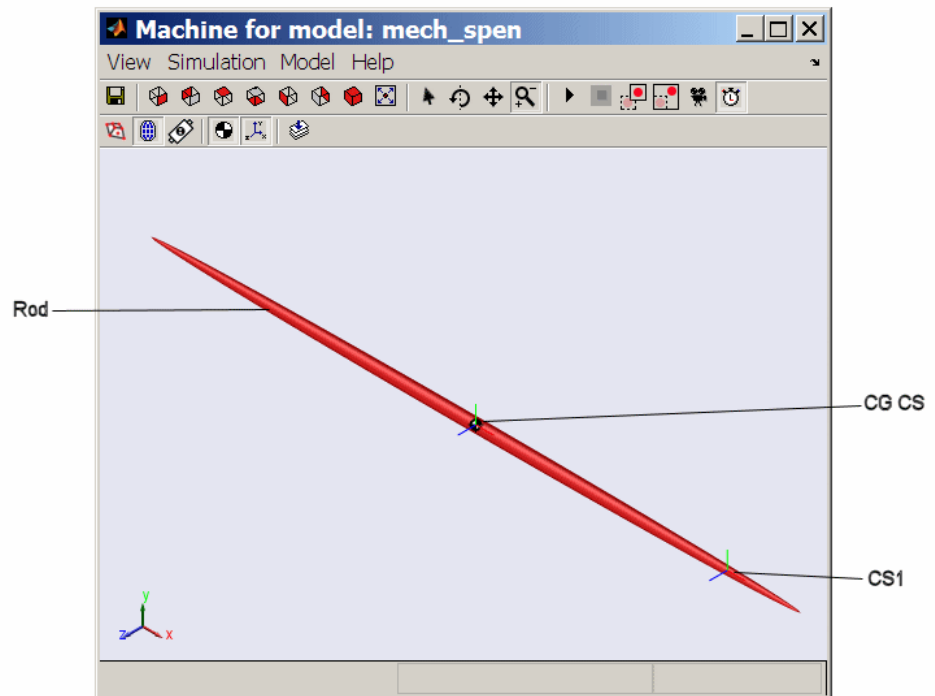 Machine for model: mech_spen
View Simulation Model Help
Rod
CG CS
CS1
y
z x